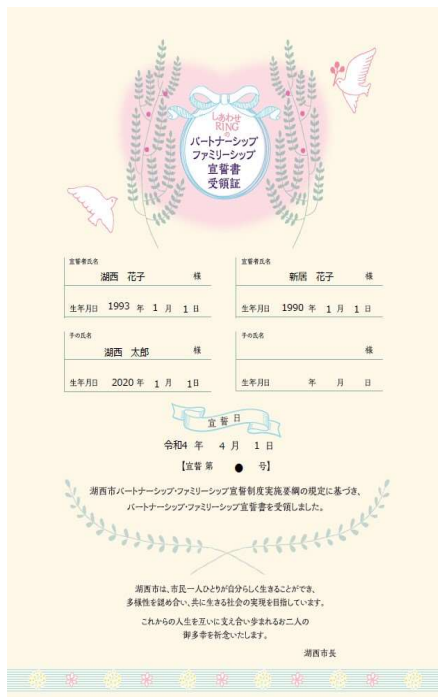 しあわせ
RING
の
パートナーシップ
ファミリーシップ
宣誓書
受領証
宣誓者氏名
湖西 花子 様
生年月日 1993 年 1 月 1 日
宣誓者氏名
新居 花子 様
生年月日 1990 年 1 月 1 日
子の氏名
湖西 太郎 様
生年月日 2020 年 1 月 1日
子の氏名
様
生年月日 年 月 日
宣誓日
令和4 年 4 月 1 日
【宣誓 第 ● 号】
湖西市パートナーシップ・ファミリーシップ宣誓制度実施要綱の規定に基づき、
パートナーシップ・ファミリーシップ宣誓書を受領しました。
湖西市は、市民一人ひとりが自分らしく生きることができ、
多様性を認め合い、共に生きる社会の実現を目指しています。
これからの人生を互いに支え合い歩まれるお二人の
御多幸を祈念いたします。
湖西市長